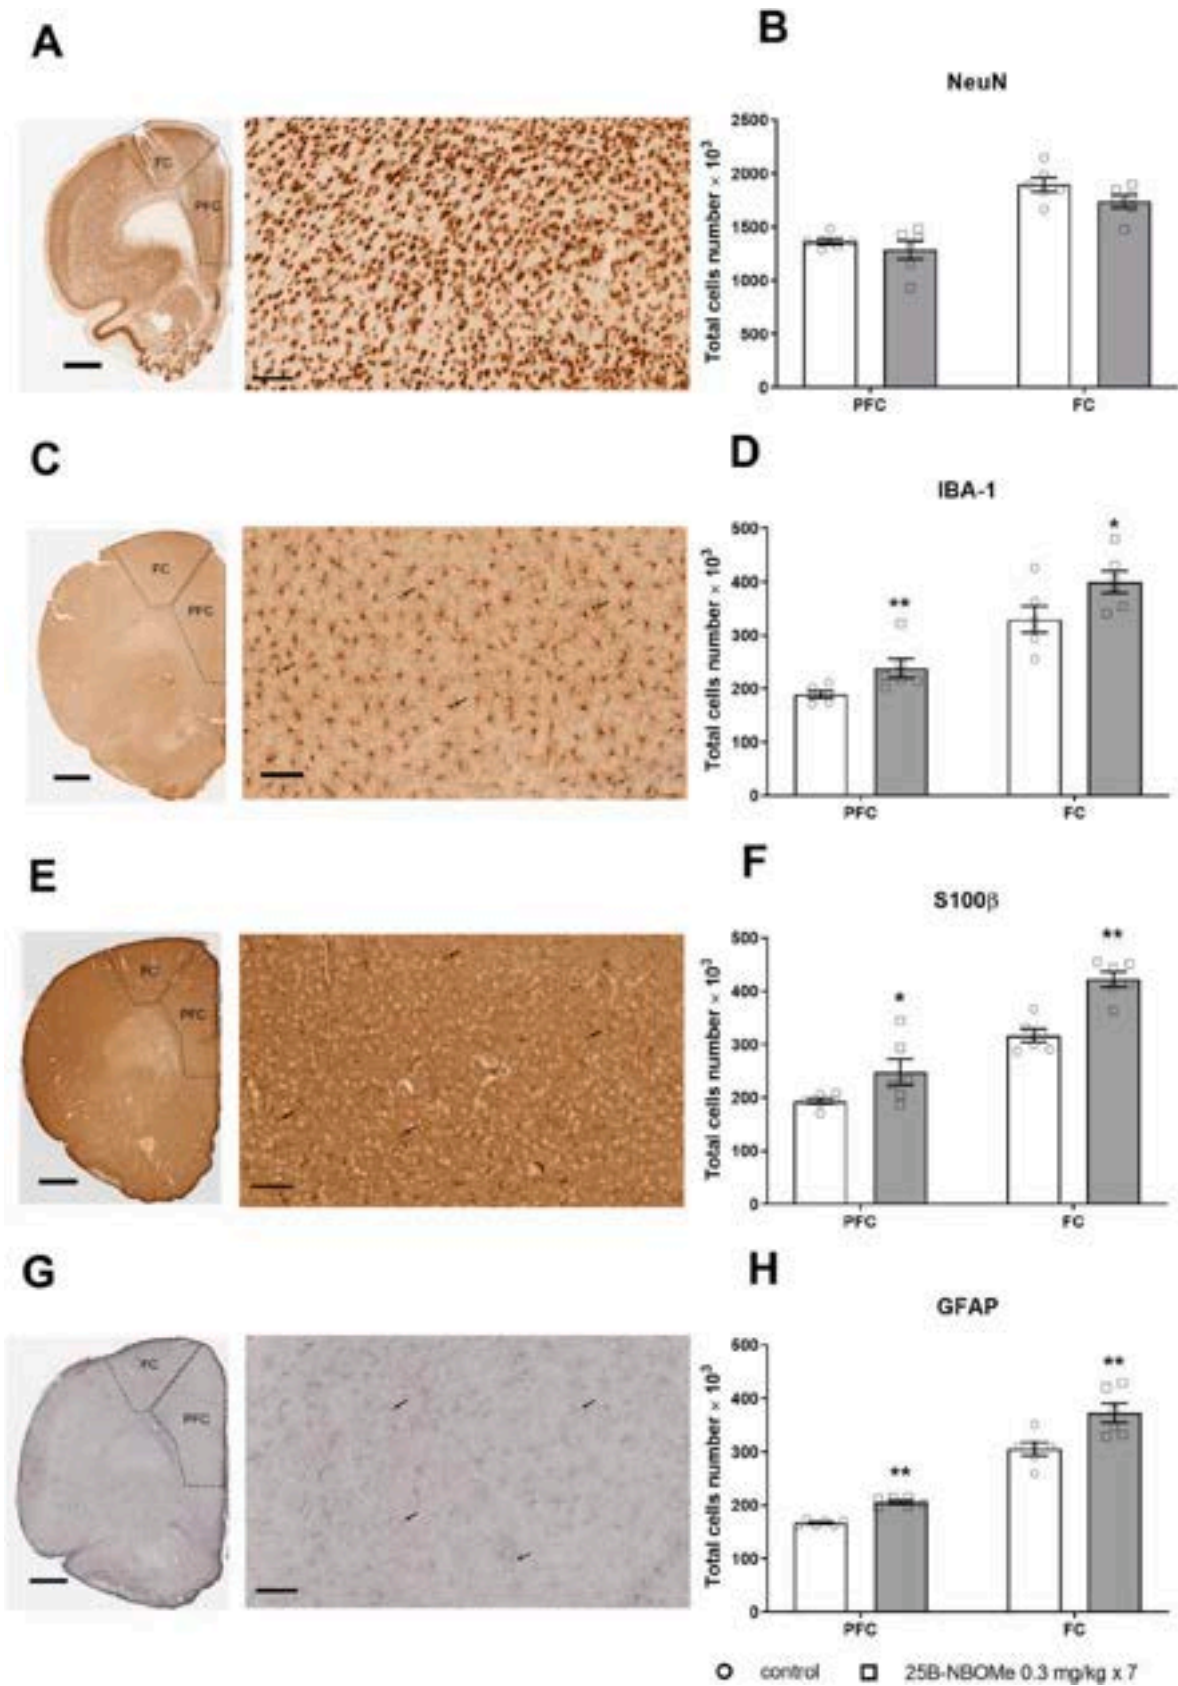 A
B
NeuN
FC
PFC
Total cells number × 10³
2500
2000
1500
1000
500
0
PFC
FC
C
D
IBA-1
FC
PFC
Total cells number × 10³
500
400
300
200
100
0
**
*
PFC
FC
E
F
S100β
FC
PFC
Total cells number × 10³
500
400
300
200
100
0
*
**
PFC
FC
G
H
GFAP
FC
PFC
Total cells number × 10³
500
400
300
200
100
0
**
**
PFC
FC
control
25B-NBOMe 0.3 mg/kg x 7